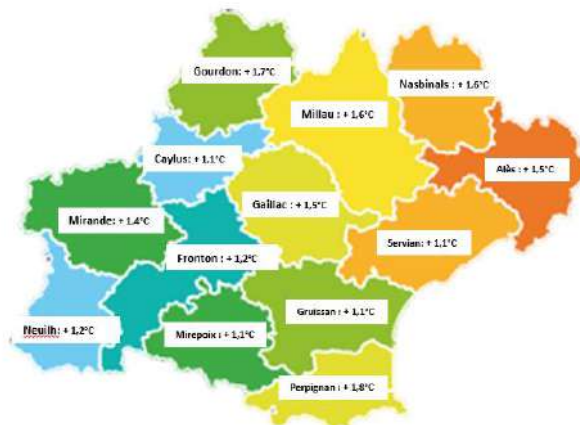 Gourdon: + 1,7°C
Nasbinals : + 1,6°C
Millau : + 1,6°C
Caylus : + 1.1°C
Alès : + 1,5°C
Mirande: + 1.4°C
Gaillac : + 1,5°C
Servian : + 1,1°C
Fronton : + 1,2°C
Gruissan : + 1,1°C
Neuilh: + 1,2°C
Mirepoix : + 1,1°C
Perpignan : + 1,8°C